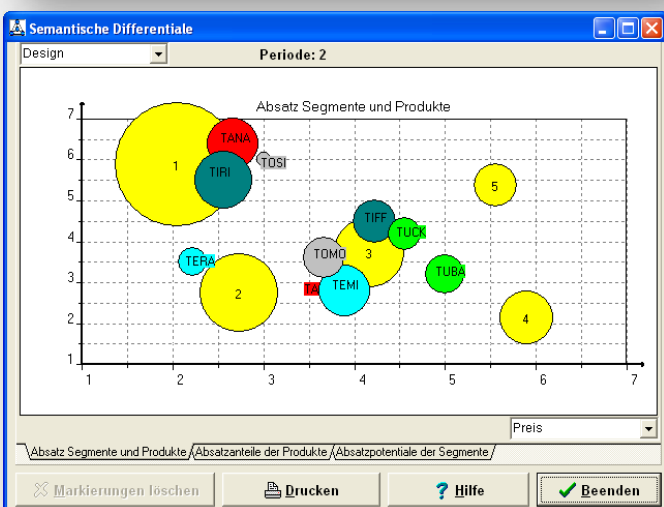 Semantische Differentiale
Design Periode: 2
Absatz Segmente und Produkte
7
6
5
4
3
2
1
TANA
1
TIRI
TOSI
5
TIFF
TUCK
TOMO
3
TERA
TUBA
TA
TEMI
2
4
1 2 3 4 5 6 7
Preis
Absatz Segmente und Produkte Absatzanteile der Produkte Absatzpotentiale der Segmente
Markierungen löschen Drucken Hilfe Beenden